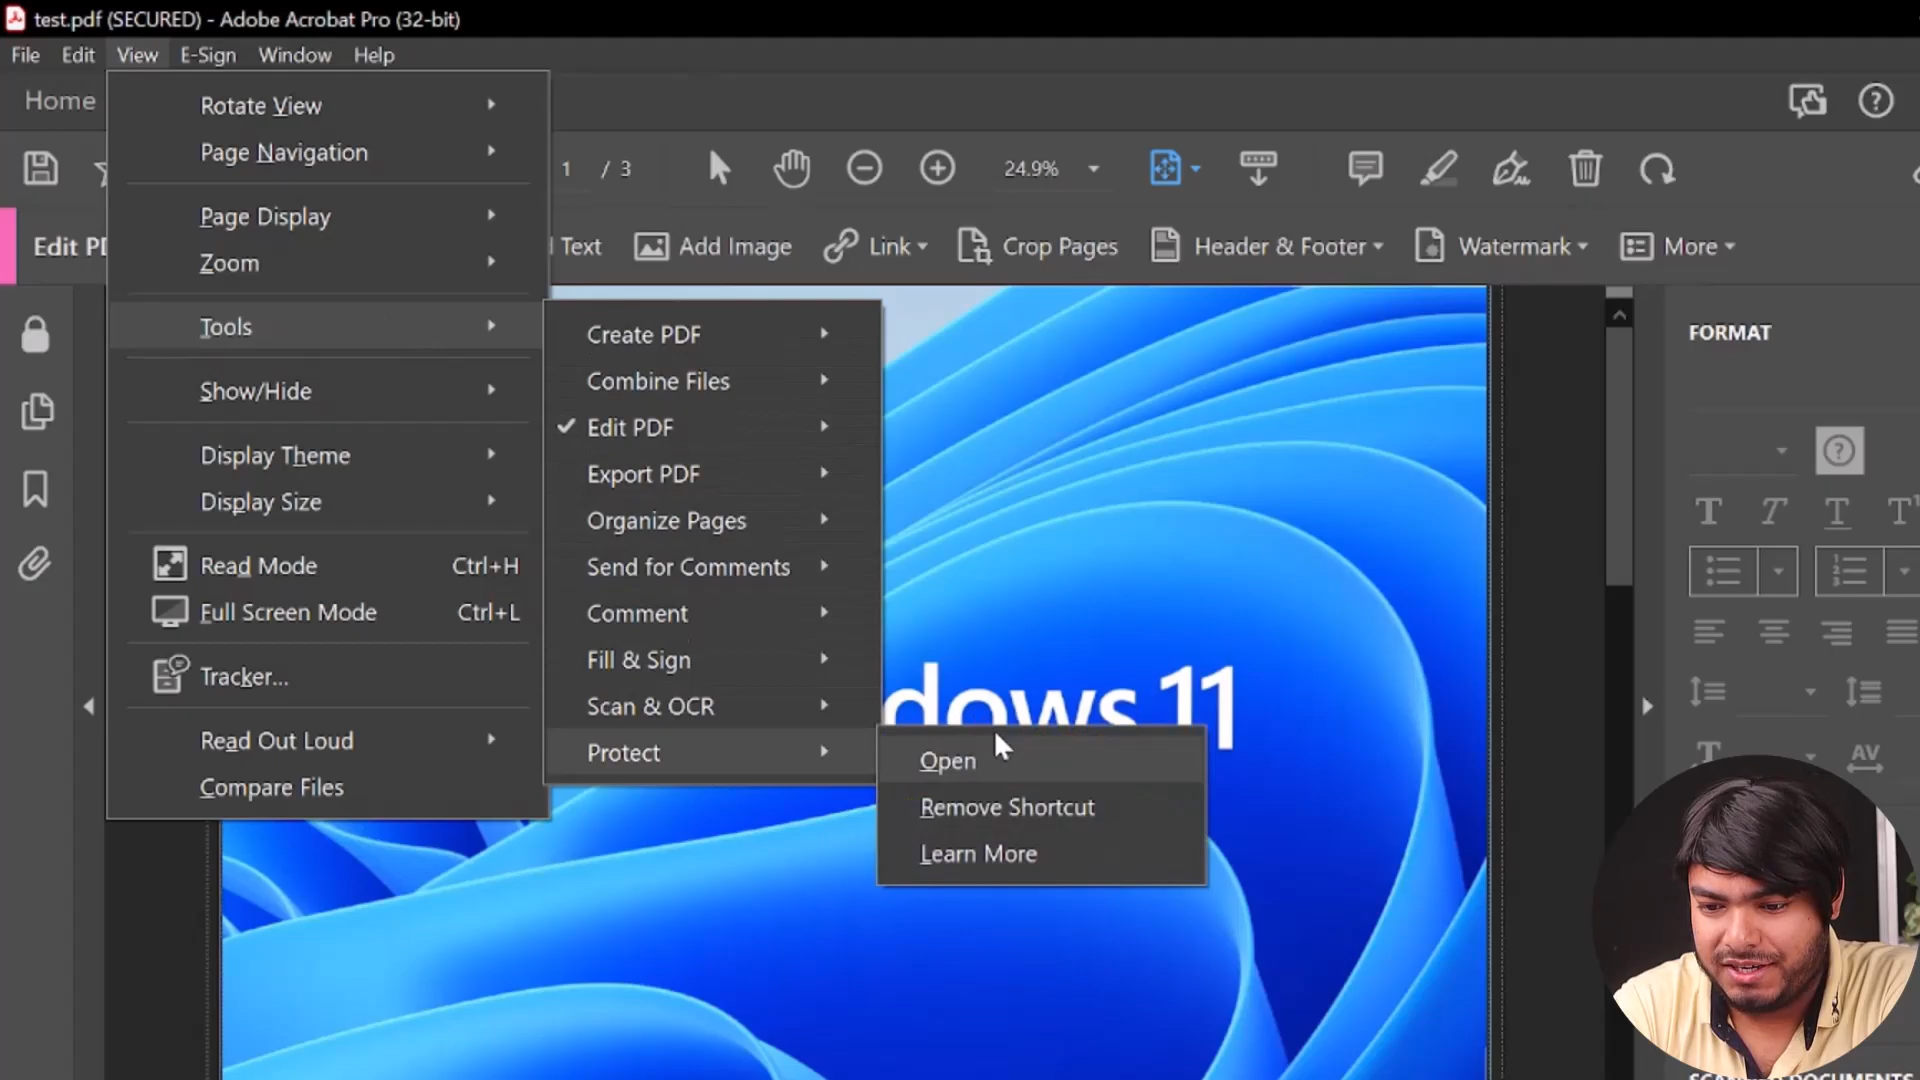 test.pdf (SECURED) - Adobe Acrobat Pro (32-bit)
File Edit View E-Sign Window Help
Home
1 / 3 24.9%
Edit Text Add Image Link Crop Pages Header & Footer Watermark More
Rotate View
Page Navigation
Page Display
Zoom
Tools
Show/Hide
Display Theme
Display Size
Read Mode Ctrl+H
Full Screen Mode Ctrl+L
Tracker...
Read Out Loud
Compare Files
Create PDF
Combine Files
Edit PDF
Export PDF
Organize Pages
Send for Comments
Comment
Fill & Sign
Scan & OCR
Protect
Open
Remove Shortcut
Learn More
dows 11
FORMAT
T T T T
AV